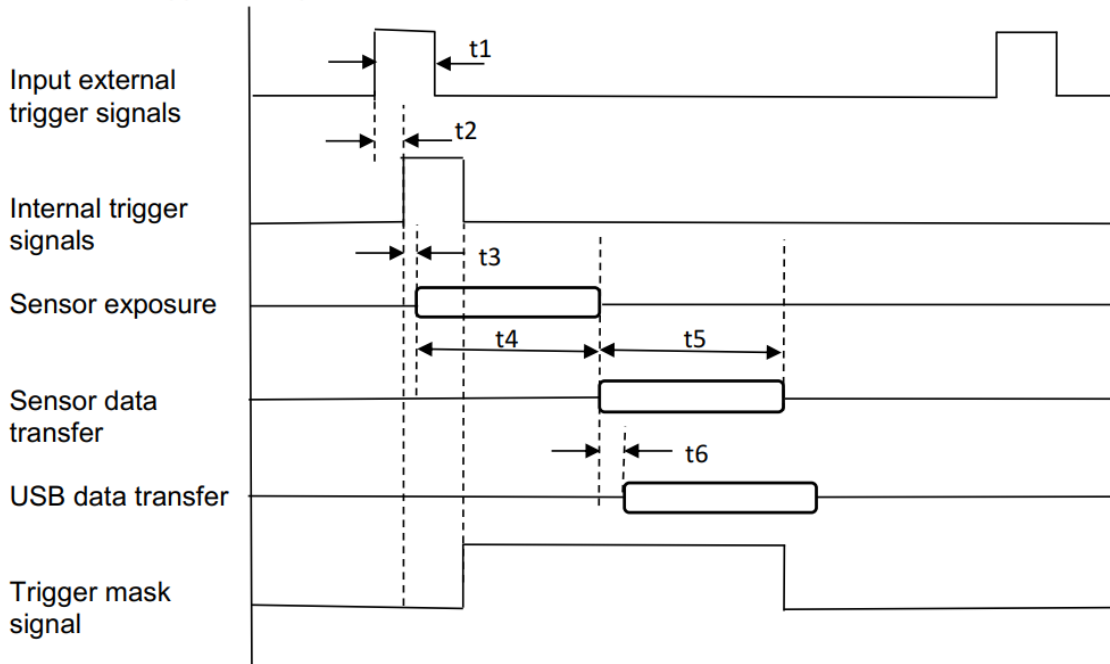 Input external
trigger signals
t1
t2
Internal trigger
signals
t3
Sensor exposure
t4
t5
Sensor data
transfer
t6
USB data transfer
Trigger mask
signal